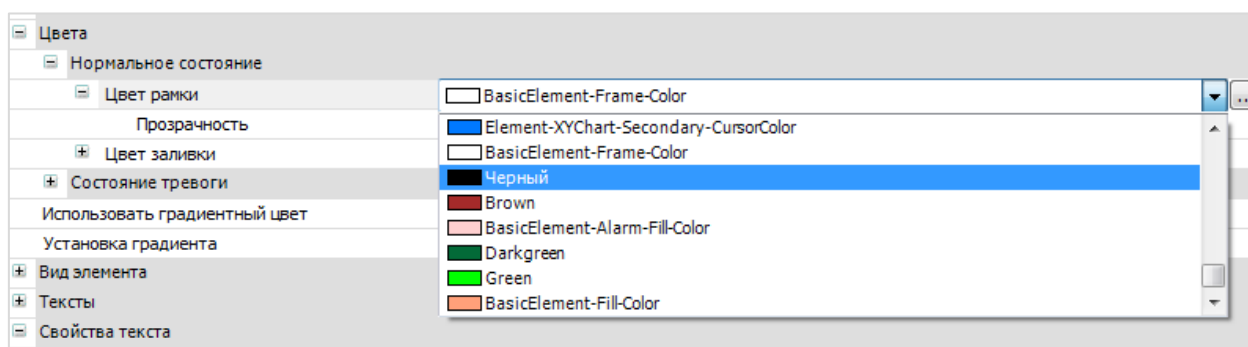 Цвета
Нормальное состояние
Цвет рамки BasicElement-Frame-Color ...
Прозрачность Element-XYChart-Secondary-CursorColor
BasicElement-Frame-Color
Цвет заливки
Черный
Состояние тревоги
Brown
Использовать градиентный цвет BasicElement-Alarm-Fill-Color
Установка градиента Darkgreen
Вид элемента Green
Тексты BasicElement-Fill-Color
Свойства текста